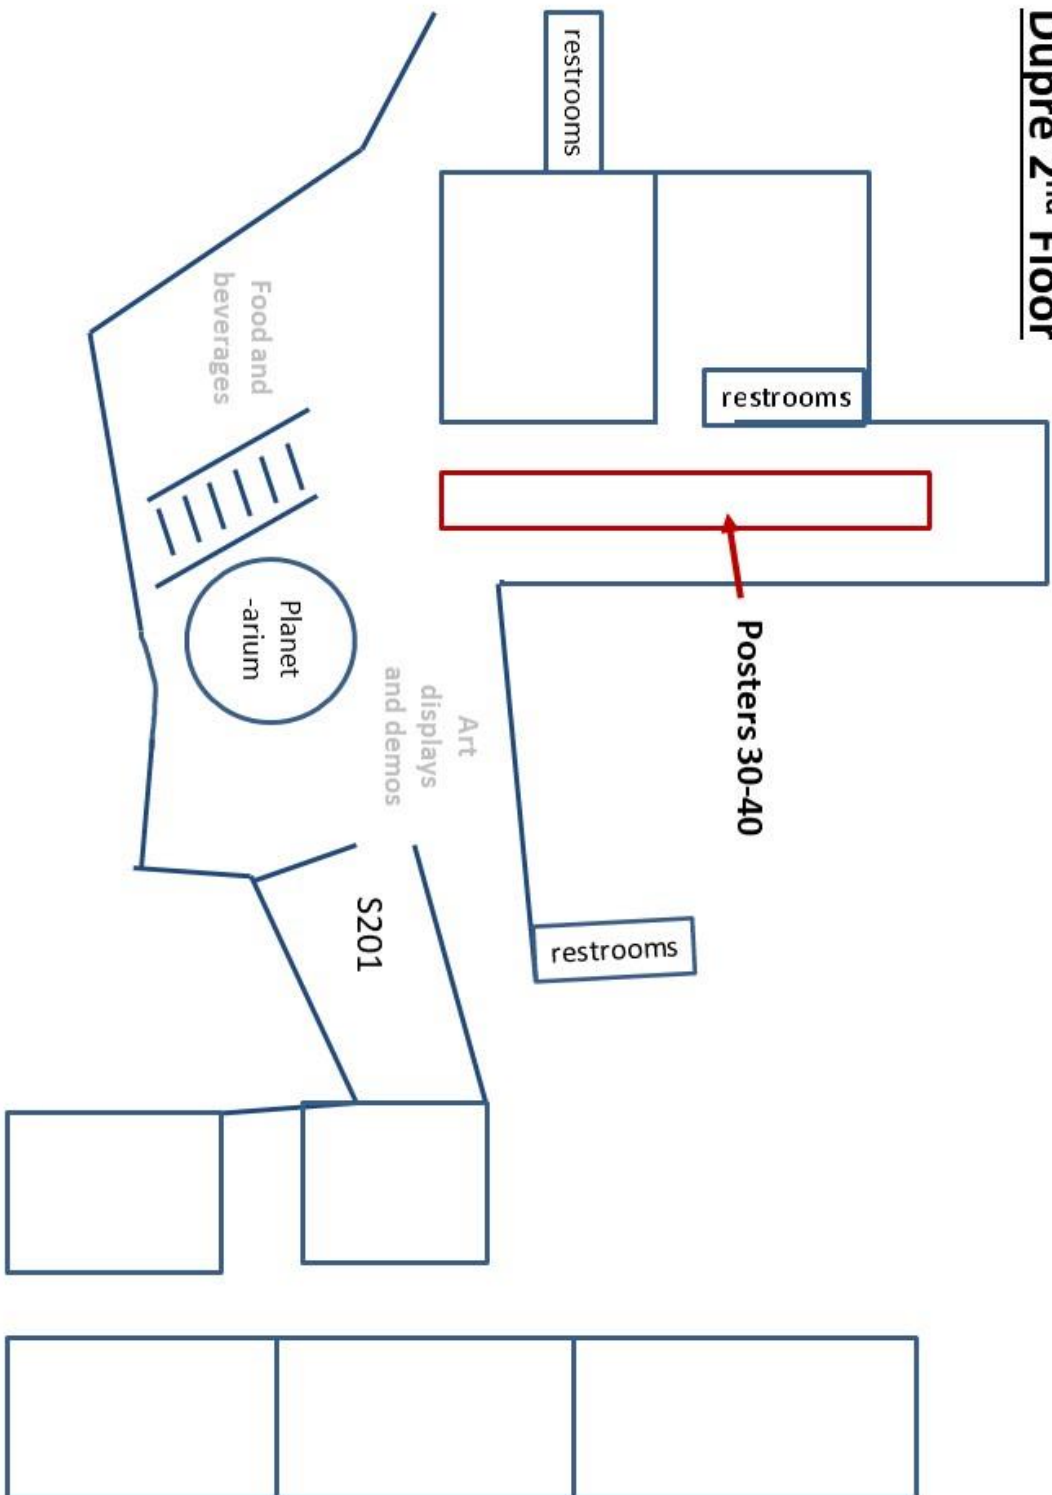 Dupre 2nd Floor
restrooms
restrooms
Food and
beverages
Planet
-arium
Art
displays
and demos
Posters 30-40
S201
restrooms